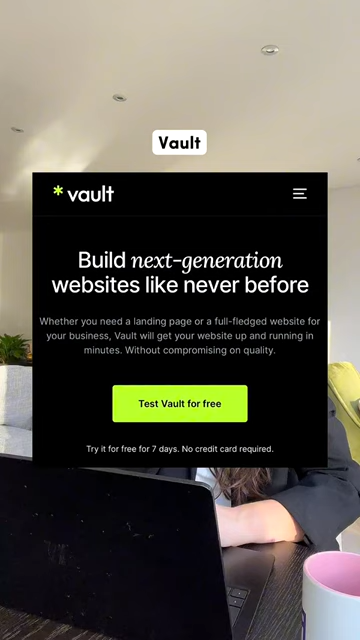 Vault
* vault
Build next-generation
websites like never before
Whether you need a landing page or a full-fledged website for
your business, Vault will get your website up and running in
minutes. Without compromising on quality.
Test Vault for free
Try it for free for 7 days. No credit card required.